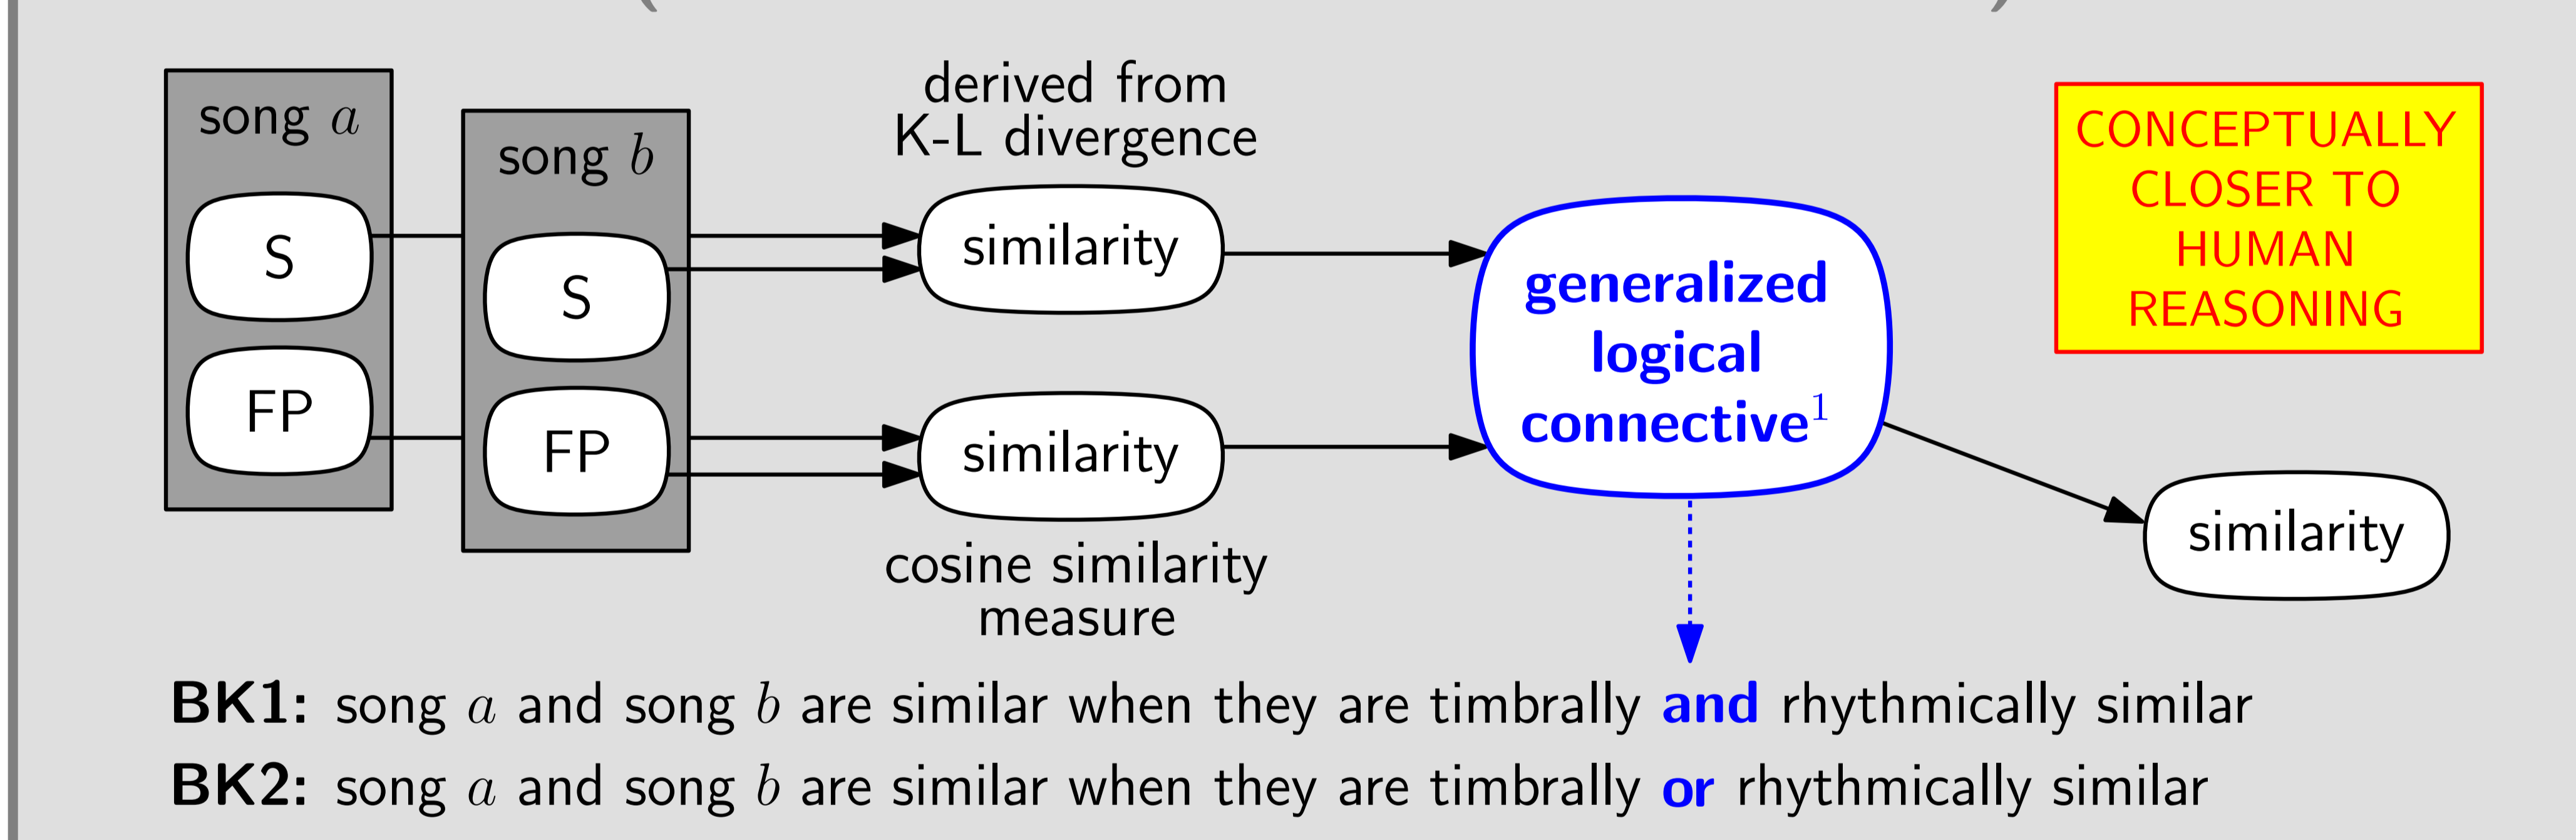 song a
S
FP
song b
S
FP
derived from
K-L divergence
similarity
similarity
cosine similarity
measure
generalized
logical
connective¹
CONCEPTUALLY
CLOSER TO
HUMAN
REASONING
similarity
BK1: song a and song b are similar when they are timbrally and rhythmically similar
BK2: song a and song b are similar when they are timbrally or rhythmically similar